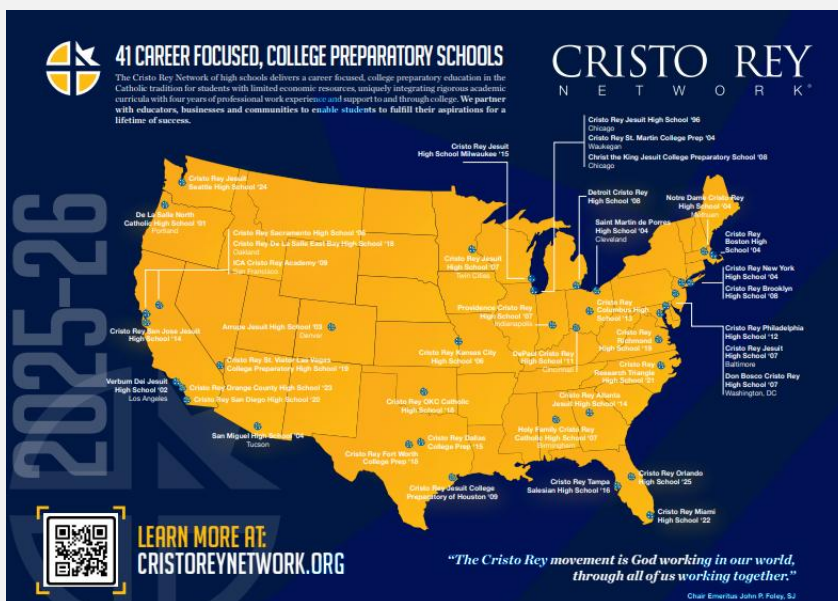 41 CAREER FOCUSED, COLLEGE PREPARATORY SCHOOLS
The Cristo Rey Network of high schools delivers a career focused, college preparatory education in the
Catholic tradition for students with limited economic resources, uniquely integrating rigorous academic
curricula with four years of professional work experience and support to and through college. We partner
with educators, businesses and communities to enable students to fulfill their aspirations for a
lifetime of success.
CRISTO REY
NETWORK®
2025-26
Cristo Rey Jesuit
High School Milwaukee '15
Cristo Rey Jesuit High School '96
Chicago
Cristo Rey St. Martin College Prep '04
Waukegan
Christ the King Jesuit College Preparatory School '08
Chicago
Cristo Rey Jesuit
Seattle High School '24
De La Salle North
Catholic High School '01
Portland
Cristo Rey Sacramento High School '06
Cristo Rey De La Salle East Bay High School '18
Oakland
ICA Cristo Rey Academy '09
San Francisco
Cristo Rey San Jose Jesuit
High School '14
Arrupe Jesuit High School '03
Denver
Cristo Rey St. Viator Las Vegas
College Preparatory High School '19
Verbum Dei Jesuit
High School '02
Los Angeles
Cristo Rey Orange County High School '23
Cristo Rey San Diego High School '20
San Miguel High School '04
Tucson
Cristo Rey Jesuit
High School '07
Twin Cities
Detroit Cristo Rey
High School '08
Saint Martin de Porres
High School '04
Cleveland
Notre Dame Cristo Rey
High School '04
Methuen
Cristo Rey
Boston High
School '04
Cristo Rey New York
High School '04
Cristo Rey Brooklyn
High School '08
Cristo Rey Philadelphia
High School '12
Cristo Rey Jesuit
High School '07
Baltimore
Don Bosco Cristo Rey
High School '07
Washington, DC
Providence Cristo Rey
High School '07
Indianapolis
Cristo Rey
Columbus High
School '13
Cristo Rey
Richmond
High School '19
Cristo Rey Kansas City
High School '06
DePaul Cristo Rey
High School '11
Cincinnati
Cristo Rey
Research Triangle
High School '21
Cristo Rey OKC Catholic
High School '18
Cristo Rey Atlanta
Jesuit High School '14
Holy Family Cristo Rey
Catholic High School '07
Birmingham
Cristo Rey Fort Worth
College Prep '18
Cristo Rey Dallas
College Prep '15
Cristo Rey Jesuit College
Preparatory of Houston '09
Cristo Rey Tampa
Salesian High School '16
Cristo Rey Orlando
High School '25
Cristo Rey Miami
High School '22
LEARN MORE AT:
CRISTOREYNETWORK.ORG
"The Cristo Rey movement is God working in our world,
through all of us working together."
Chair Emeritus John P. Foley, SJ